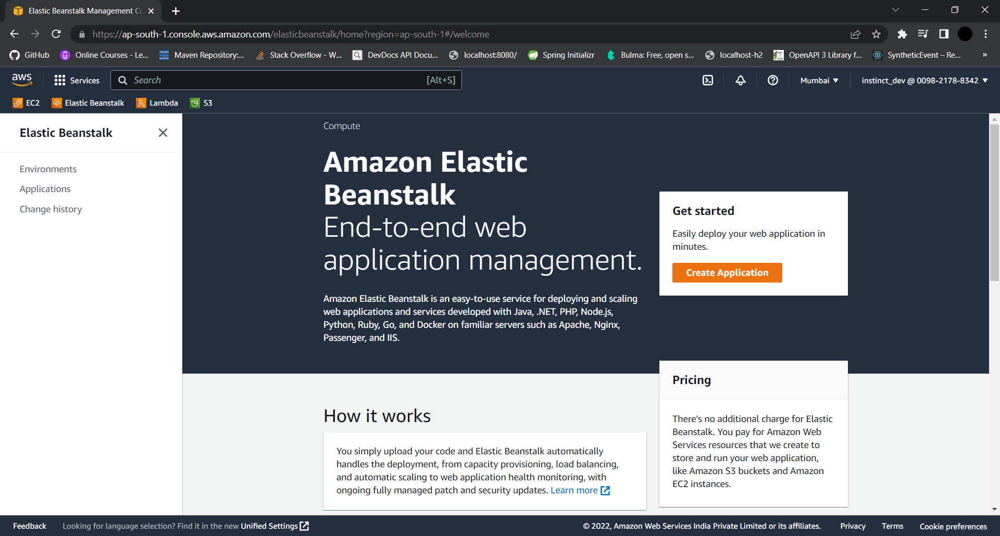 Elastic Beanstalk Management Co
https://ap-south-1.console.aws.amazon.com/elasticbeanstalk/home?region=ap-south-1#/welcome
GitHub
Online Courses - Le...
Maven Repository:...
Stack Overflow - W...
DevDocs API Docu...
localhost:8080/
Spring Initializr
Bulma: Free, open s...
localhost-h2
OpenAPI 3 Library f...
SyntheticEvent – Re...
»
aws
Services
Search
[Alt+S]
Mumbai
instinct_dev @ 0098-2178-8342
EC2
Elastic Beanstalk
Lambda
S3
Elastic Beanstalk
Environments
Applications
Change history
Compute
Amazon Elastic
Beanstalk
End-to-end web
application management.
Amazon Elastic Beanstalk is an easy-to-use service for deploying and scaling
web applications and services developed with Java, .NET, PHP, Node.js,
Python, Ruby, Go, and Docker on familiar servers such as Apache, Nginx,
Passenger, and IIS.
Get started
Easily deploy your web application in
minutes.
Create Application
Pricing
There’s no additional charge for Elastic
Beanstalk. You pay for Amazon Web
Services resources that we create to
store and run your web application,
like Amazon S3 buckets and Amazon
EC2 instances.
How it works
You simply upload your code and Elastic Beanstalk automatically
handles the deployment, from capacity provisioning, load balancing,
and automatic scaling to web application health monitoring, with
ongoing fully managed patch and security updates. Learn more
Feedback
Looking for language selection? Find it in the new Unified Settings
© 2022, Amazon Web Services India Private Limited or its affiliates.
Privacy
Terms
Cookie preferences